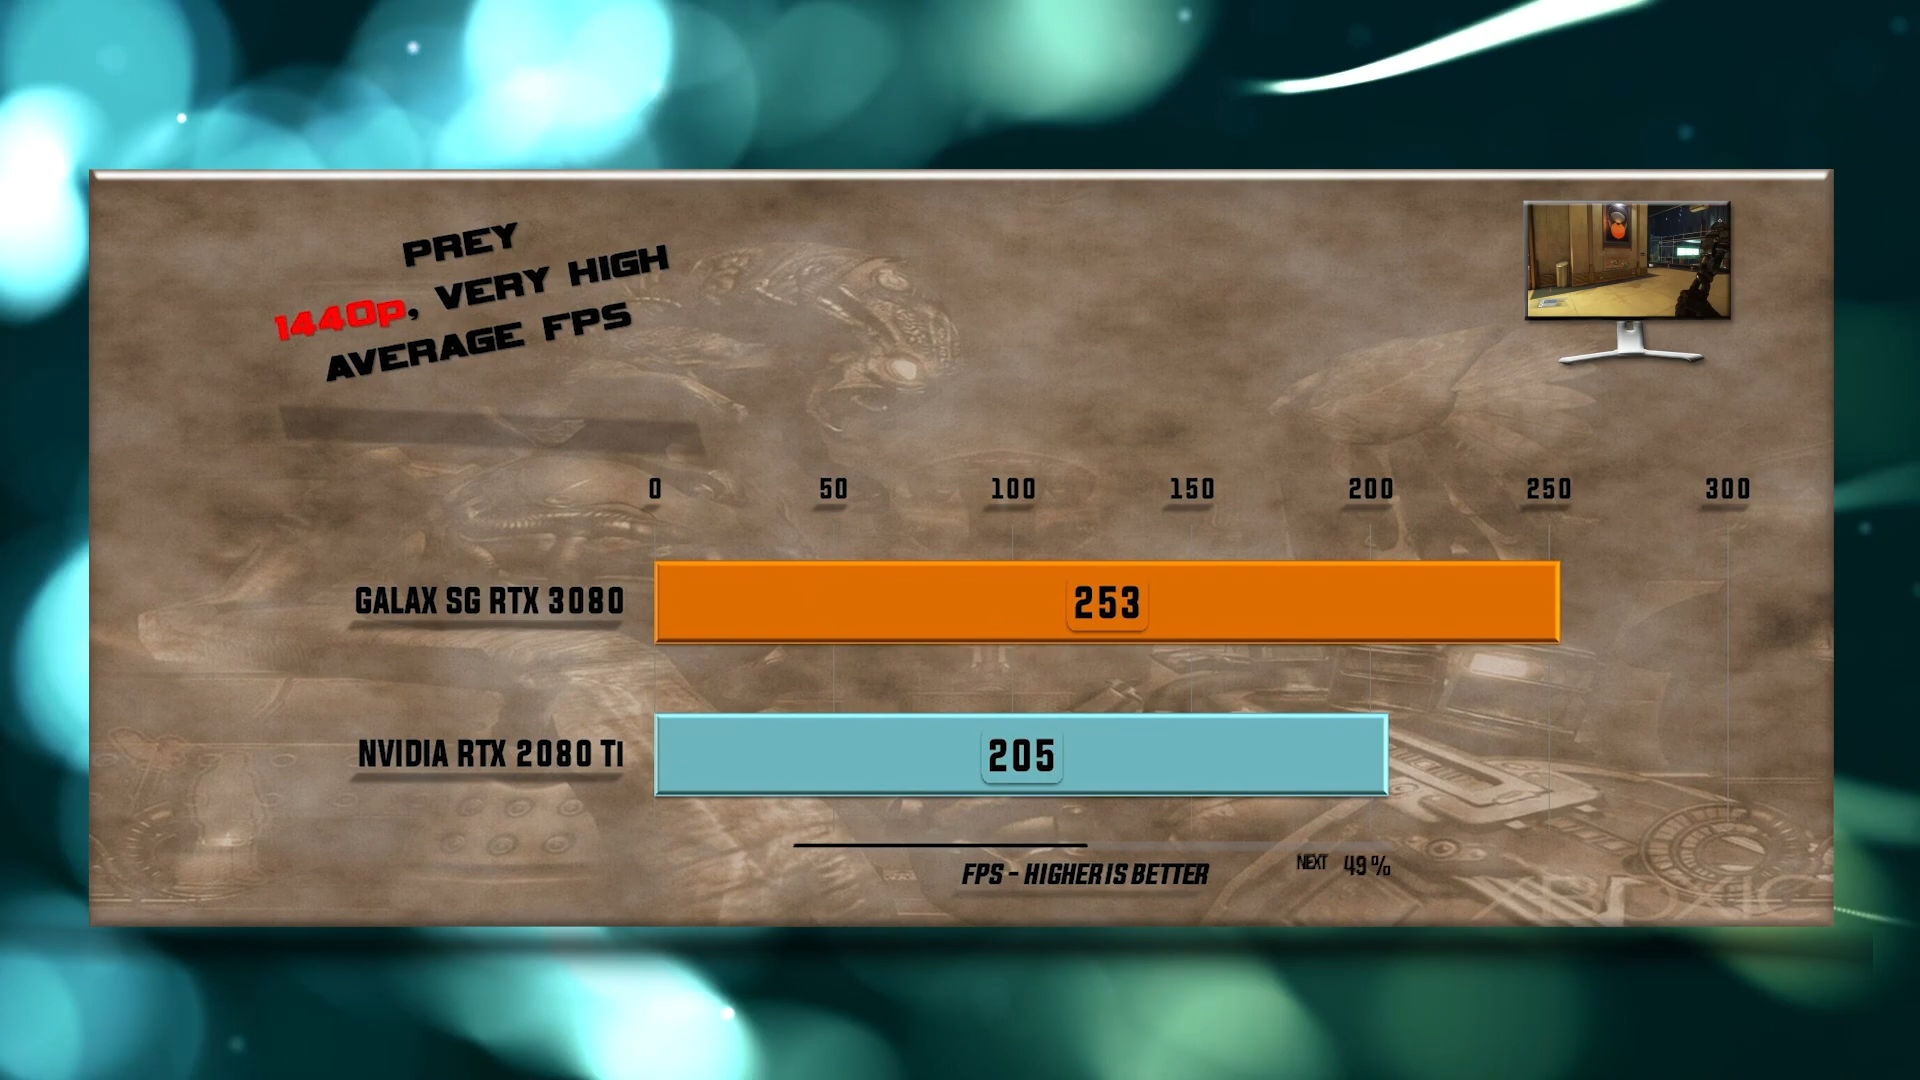 PREY
1440p, VERY HIGH
AVERAGE FPS
0 50 100 150 200 250 300
GALAX SG RTX 3080
253
NVIDIA RTX 2080 TI
205
FPS - HIGHER IS BETTER
NEXT 49%